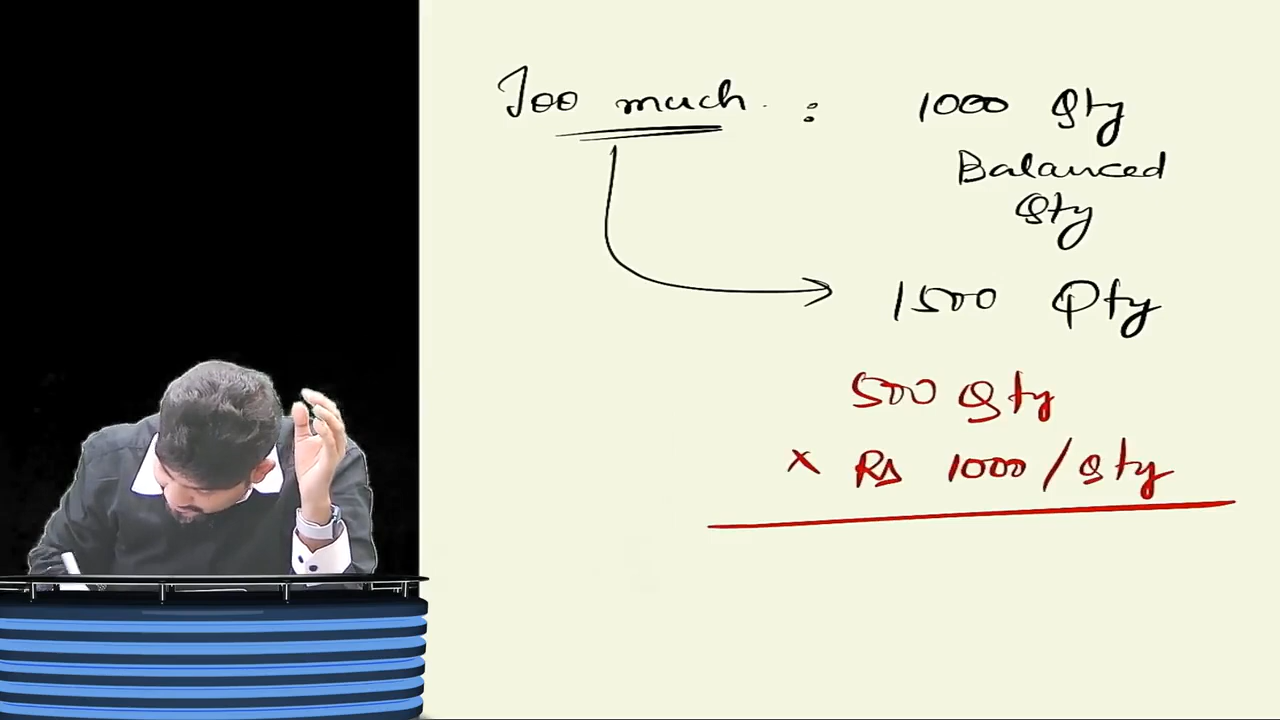 Too much : 1000 Qty
Balanced
Qty
1500 Qty
500 Qty
× Rs 1000/Qty